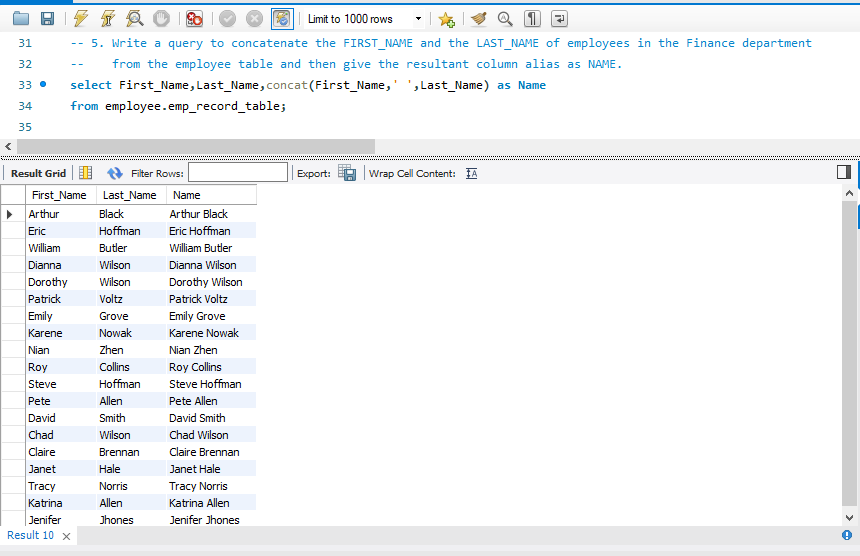 Limit to 1000 rows
31 -- 5. Write a query to concatenate the FIRST_NAME and the LAST_NAME of employees in the Finance department
32 -- from the employee table and then give the resultant column alias as NAME.
33 select First_Name,Last_Name,concat(First_Name,' ',Last_Name) as Name
34 from employee.emp_record_table;
35
Result Grid Filter Rows: Export: Wrap Cell Content:
First_Name Last_Name Name
Arthur Black Arthur Black
Eric Hoffman Eric Hoffman
William Butler William Butler
Dianna Wilson Dianna Wilson
Dorothy Wilson Dorothy Wilson
Patrick Voltz Patrick Voltz
Emily Grove Emily Grove
Karene Nowak Karene Nowak
Nian Zhen Nian Zhen
Roy Collins Roy Collins
Steve Hoffman Steve Hoffman
Pete Allen Pete Allen
David Smith David Smith
Chad Wilson Chad Wilson
Claire Brennan Claire Brennan
Janet Hale Janet Hale
Tracy Norris Tracy Norris
Katrina Allen Katrina Allen
Jenifer Jhones Jenifer Jhones
Result 10